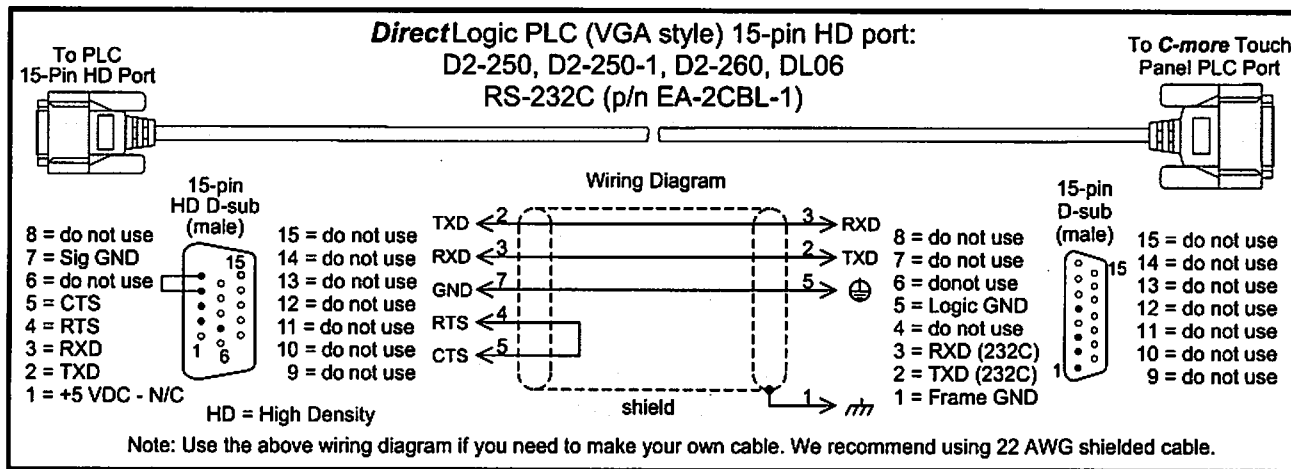 DirectLogic PLC (VGA style) 15-pin HD port:
D2-250, D2-250-1, D2-260, DL06
RS-232C (p/n EA-2CBL-1)
To PLC
15-Pin HD Port
To C-more Touch
Panel PLC Port
Wiring Diagram
15-pin
HD D-sub
(male)
8 = do not use
7 = Sig GND
6 = do not use
5 = CTS
4 = RTS
3 = RXD
2 = TXD
1 = +5 VDC - N/C
15
1
6
HD = High Density
15 = do not use
14 = do not use
13 = do not use
12 = do not use
11 = do not use
10 = do not use
9 = do not use
TXD 2 3 RXD
RXD 3 2 TXD
GND 7 5
RTS 4
CTS 5
shield
1
8 = do not use
7 = do not use
6 = donot use
5 = Logic GND
4 = do not use
3 = RXD (232C)
2 = TXD (232C)
1 = Frame GND
15-pin
D-sub
(male)
15
1
15 = do not use
14 = do not use
13 = do not use
12 = do not use
11 = do not use
10 = do not use
9 = do not use
Note: Use the above wiring diagram if you need to make your own cable. We recommend using 22 AWG shielded cable.